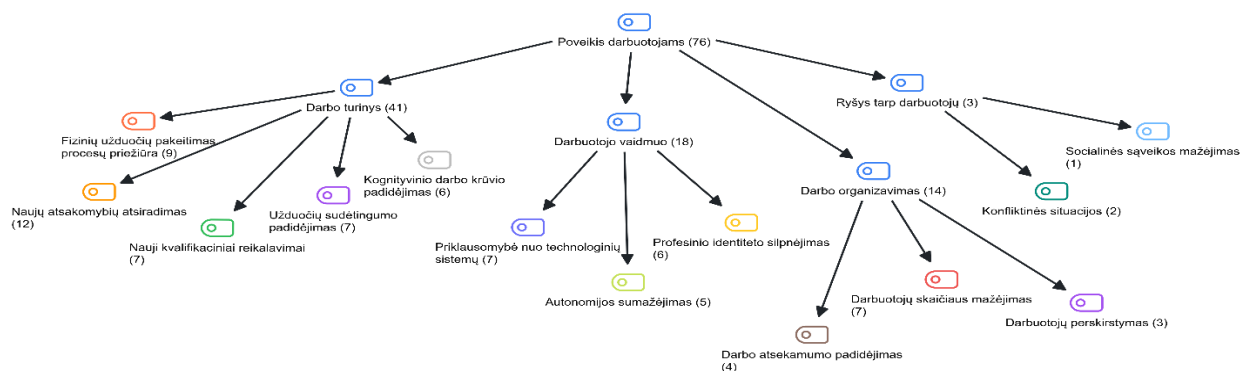 Poveikis darbuotojams (76)
Darbo turinys (41)
Ryšys tarp darbuotojų (3)
Fizinių užduočių pakeitimas
procesų priežiūra (9)
Darbuotojo vaidmuo (18)
Socialinės sąveikos mažėjimas
(1)
Kognityvinio darbo krūvio
padidėjimas (6)
Darbo organizavimas (14)
Naujų atsakomybių atsiradimas
(12)
Užduočių sudėtingumo
padidėjimas (7)
Konfliktinės situacijos (2)
Nauji kvalifikaciniai reikalavimai
(7)
Priklausomybė nuo technologinių
sistemų (7)
Profesinio identiteto silpnėjimas
(6)
Autonomijos sumažėjimas (5)
Darbuotojų skaičiaus mažėjimas
(7)
Darbuotojų perskirstymas (3)
Darbo atsekamumo padidėjimas
(4)